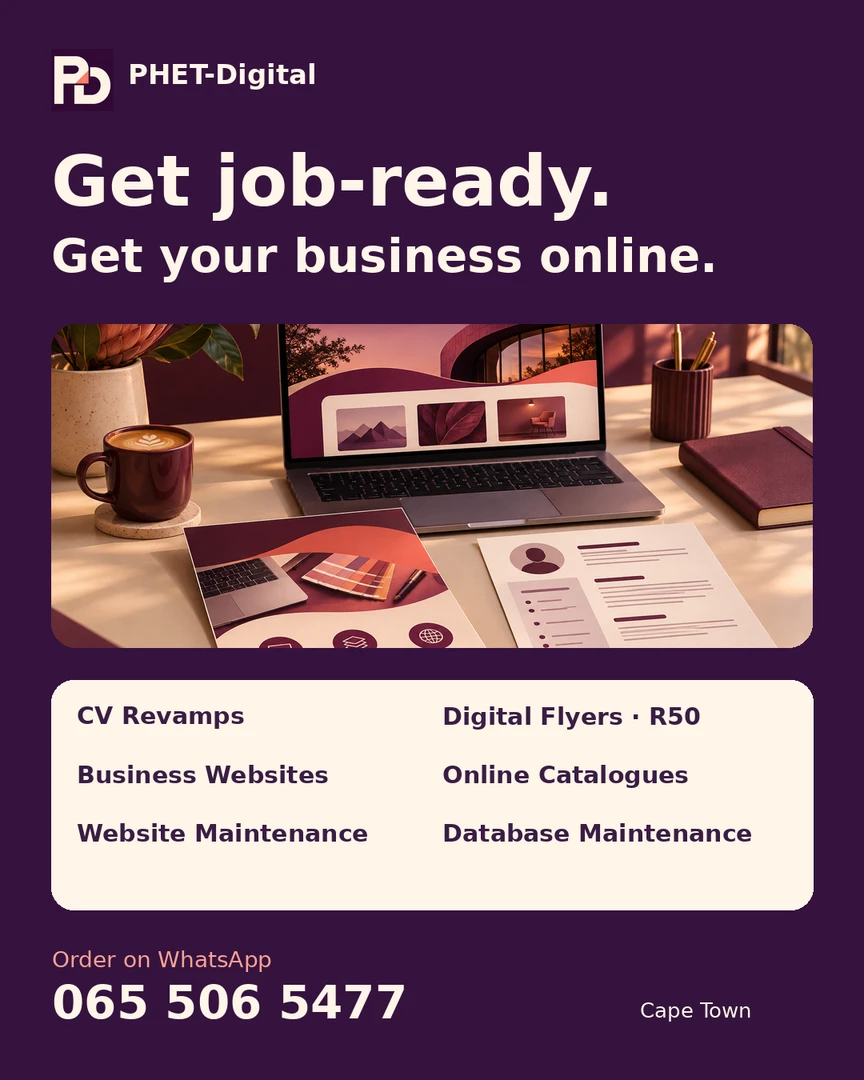 PD PHET-Digital
Get job-ready.
Get your business online.
CV Revamps
Digital Flyers · R50
Business Websites
Online Catalogues
Website Maintenance
Database Maintenance
Order on WhatsApp
065 506 5477
Cape Town